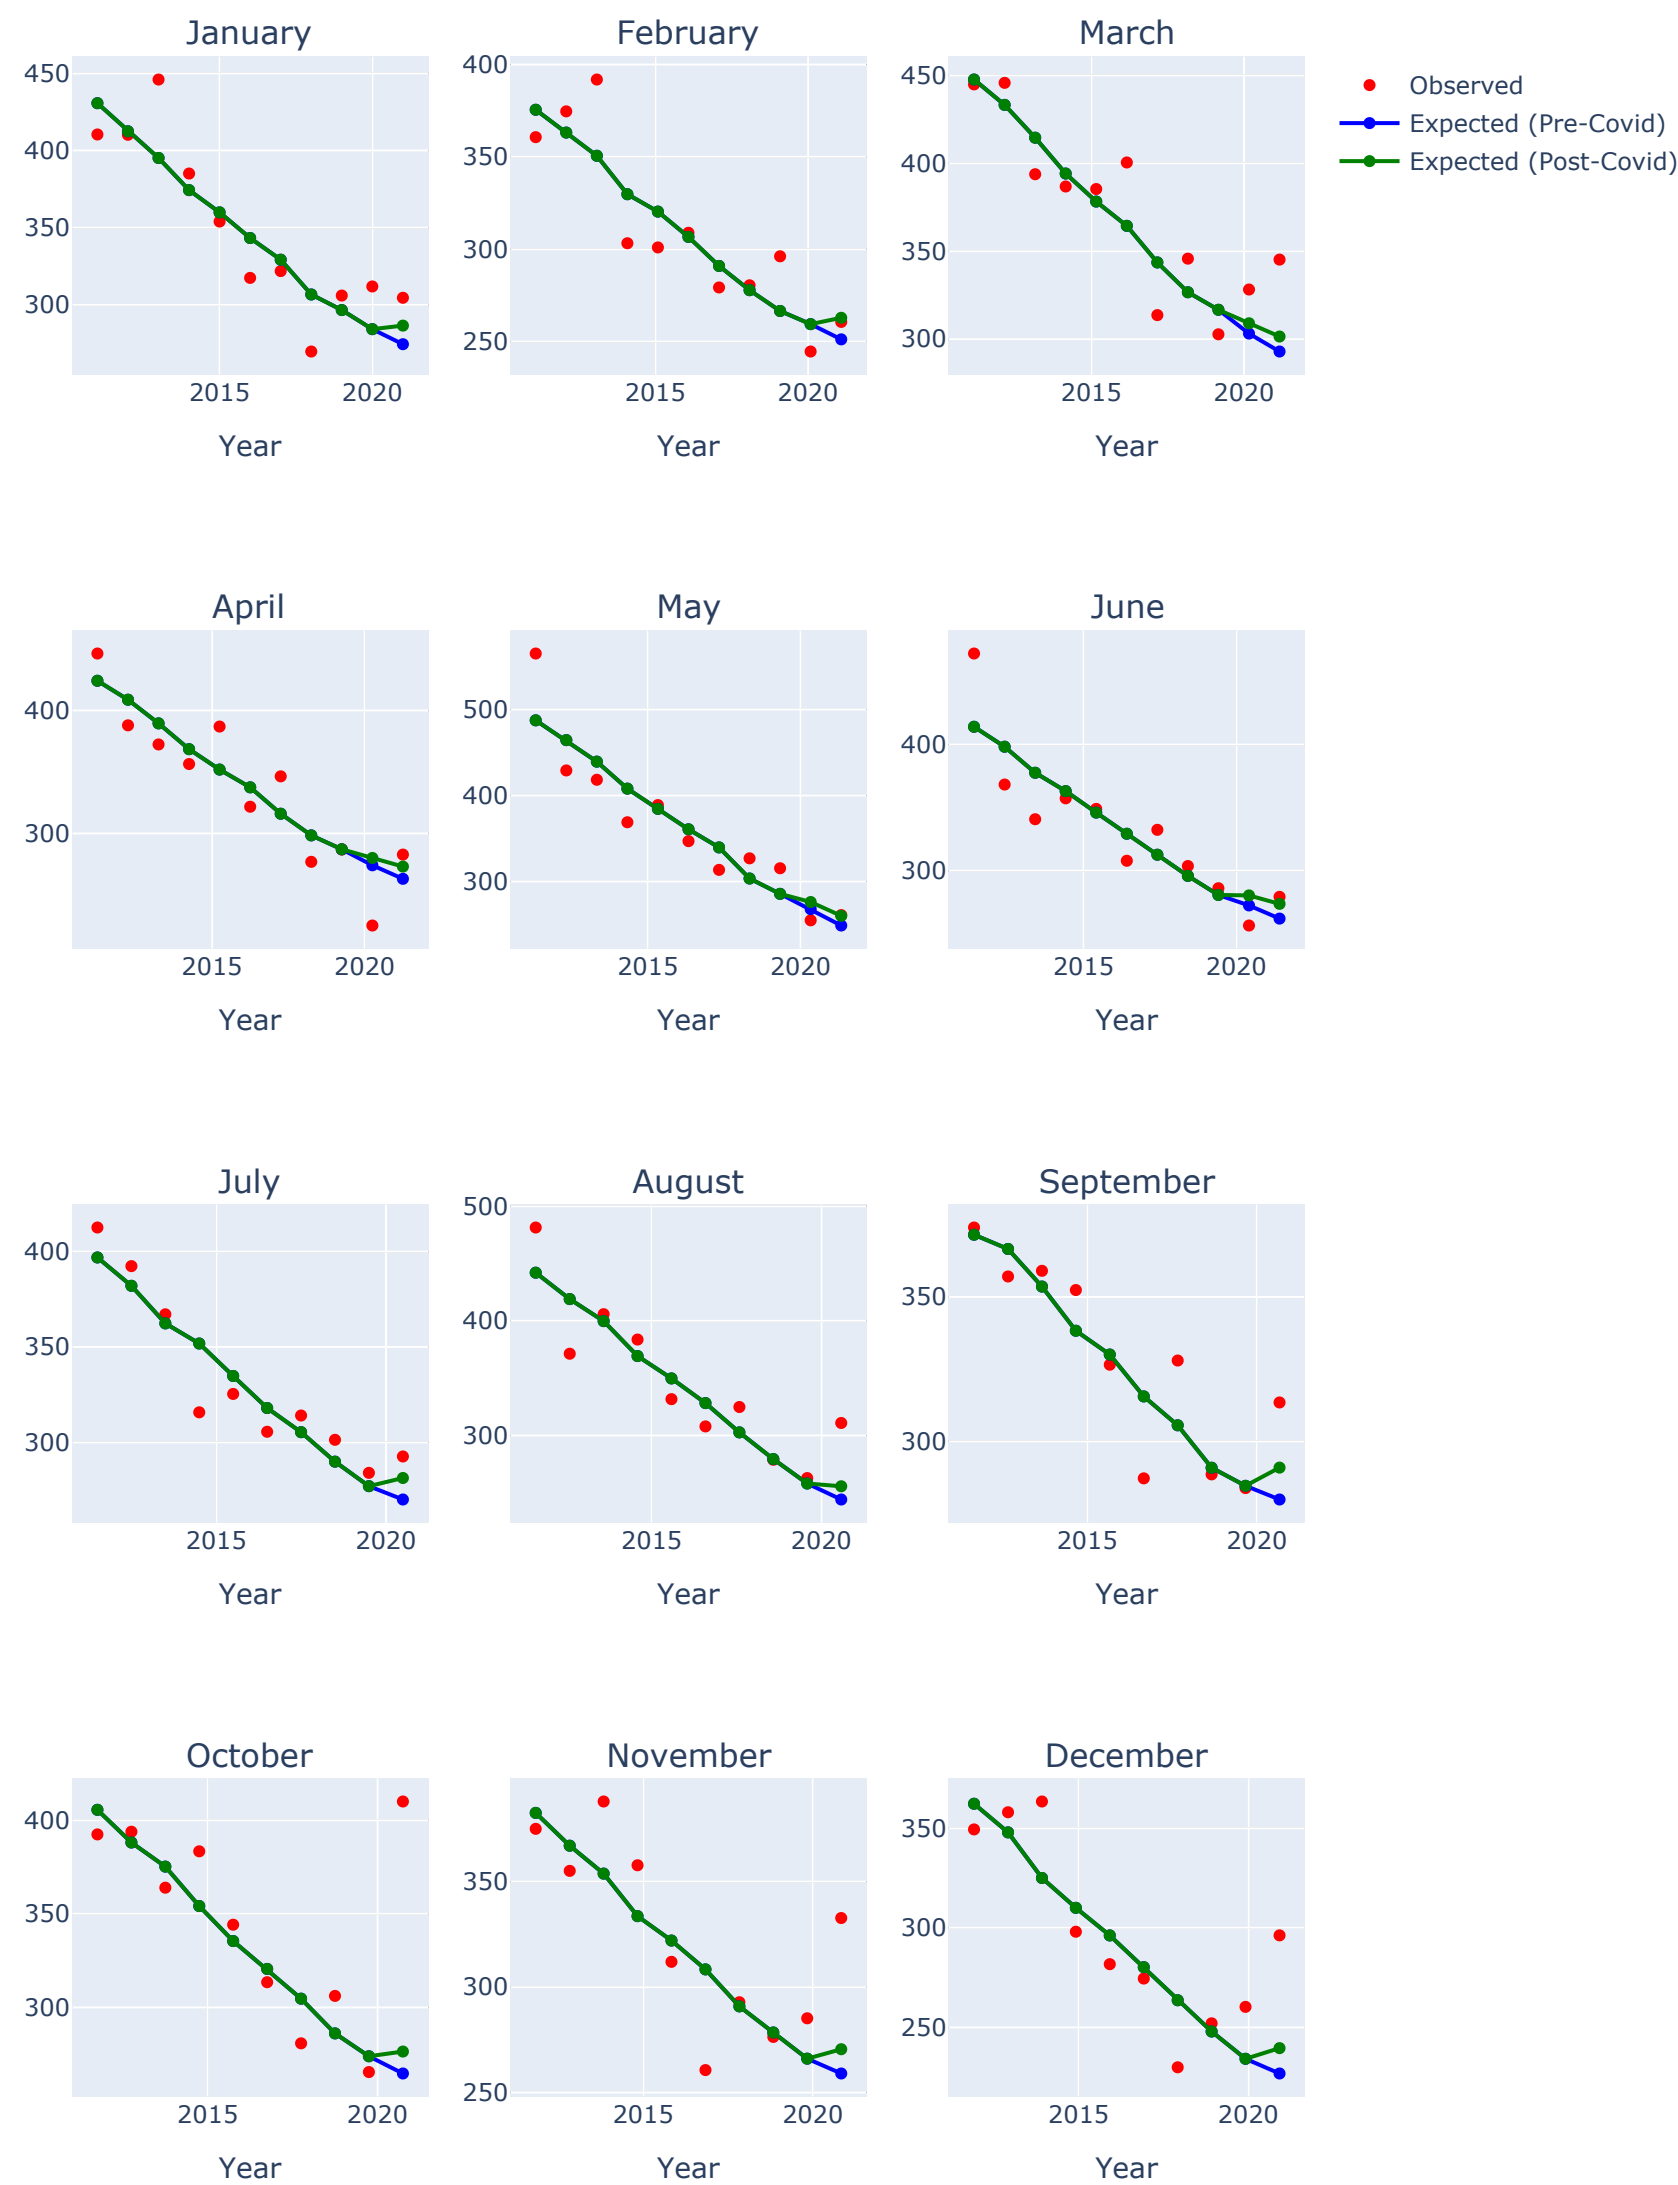 January
February
March
450
400
350
300
400
350
300
250
450
400
350
300
Observed
Expected (Pre-Covid)
Expected (Post-Covid)
2015
2020
2015
2020
2015
2020
Year
Year
Year
April
May
June
400
300
500
400
300
400
300
2015
2020
2015
2020
2015
2020
Year
Year
Year
July
August
September
400
350
300
500
400
300
350
300
2015
2020
2015
2020
2015
2020
Year
Year
Year
October
November
December
400
350
300
350
300
250
350
300
250
2015
2020
2015
2020
2015
2020
Year
Year
Year